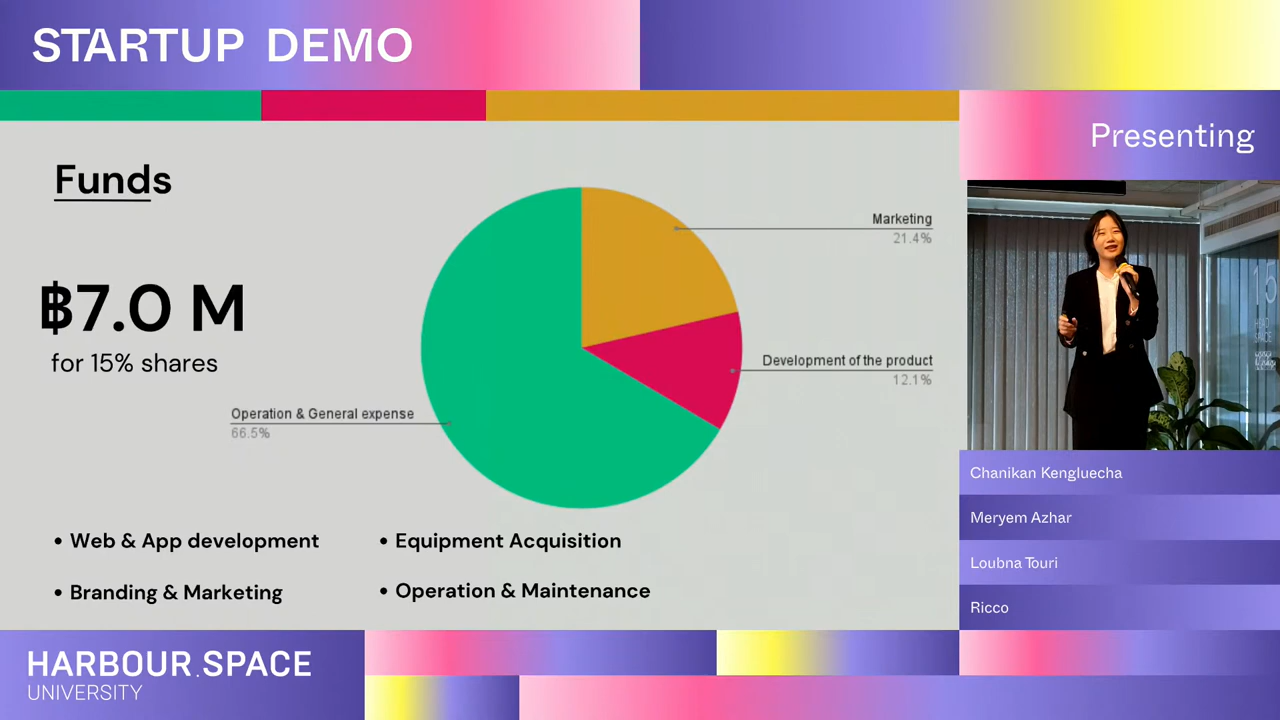 STARTUP DEMO
Presenting
Funds
฿7.0 M
for 15% shares
Marketing
21.4%
Development of the product
12.1%
Operation & General expense
66.5%
• Web & App development
• Equipment Acquisition
• Branding & Marketing
• Operation & Maintenance
Chanikan Kengluecha
Meryem Azhar
Loubna Touri
Ricco
HARBOUR.SPACE
UNIVERSITY